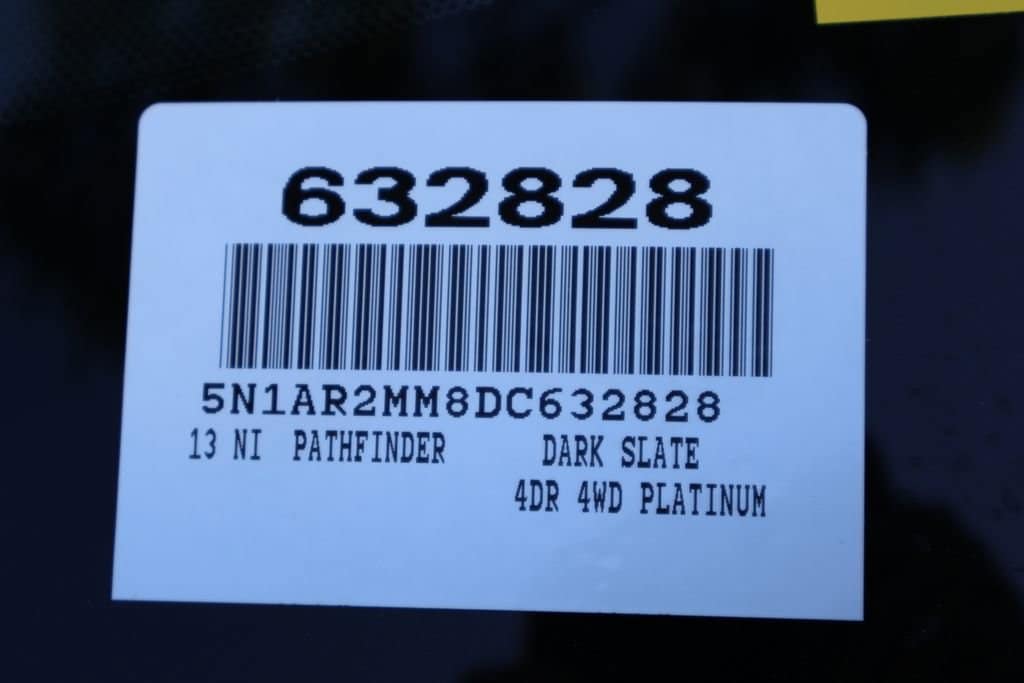 632828
5N1AR2MM8DC632828
13 NI PATHFINDER DARK SLATE
4DR 4WD PLATINUM